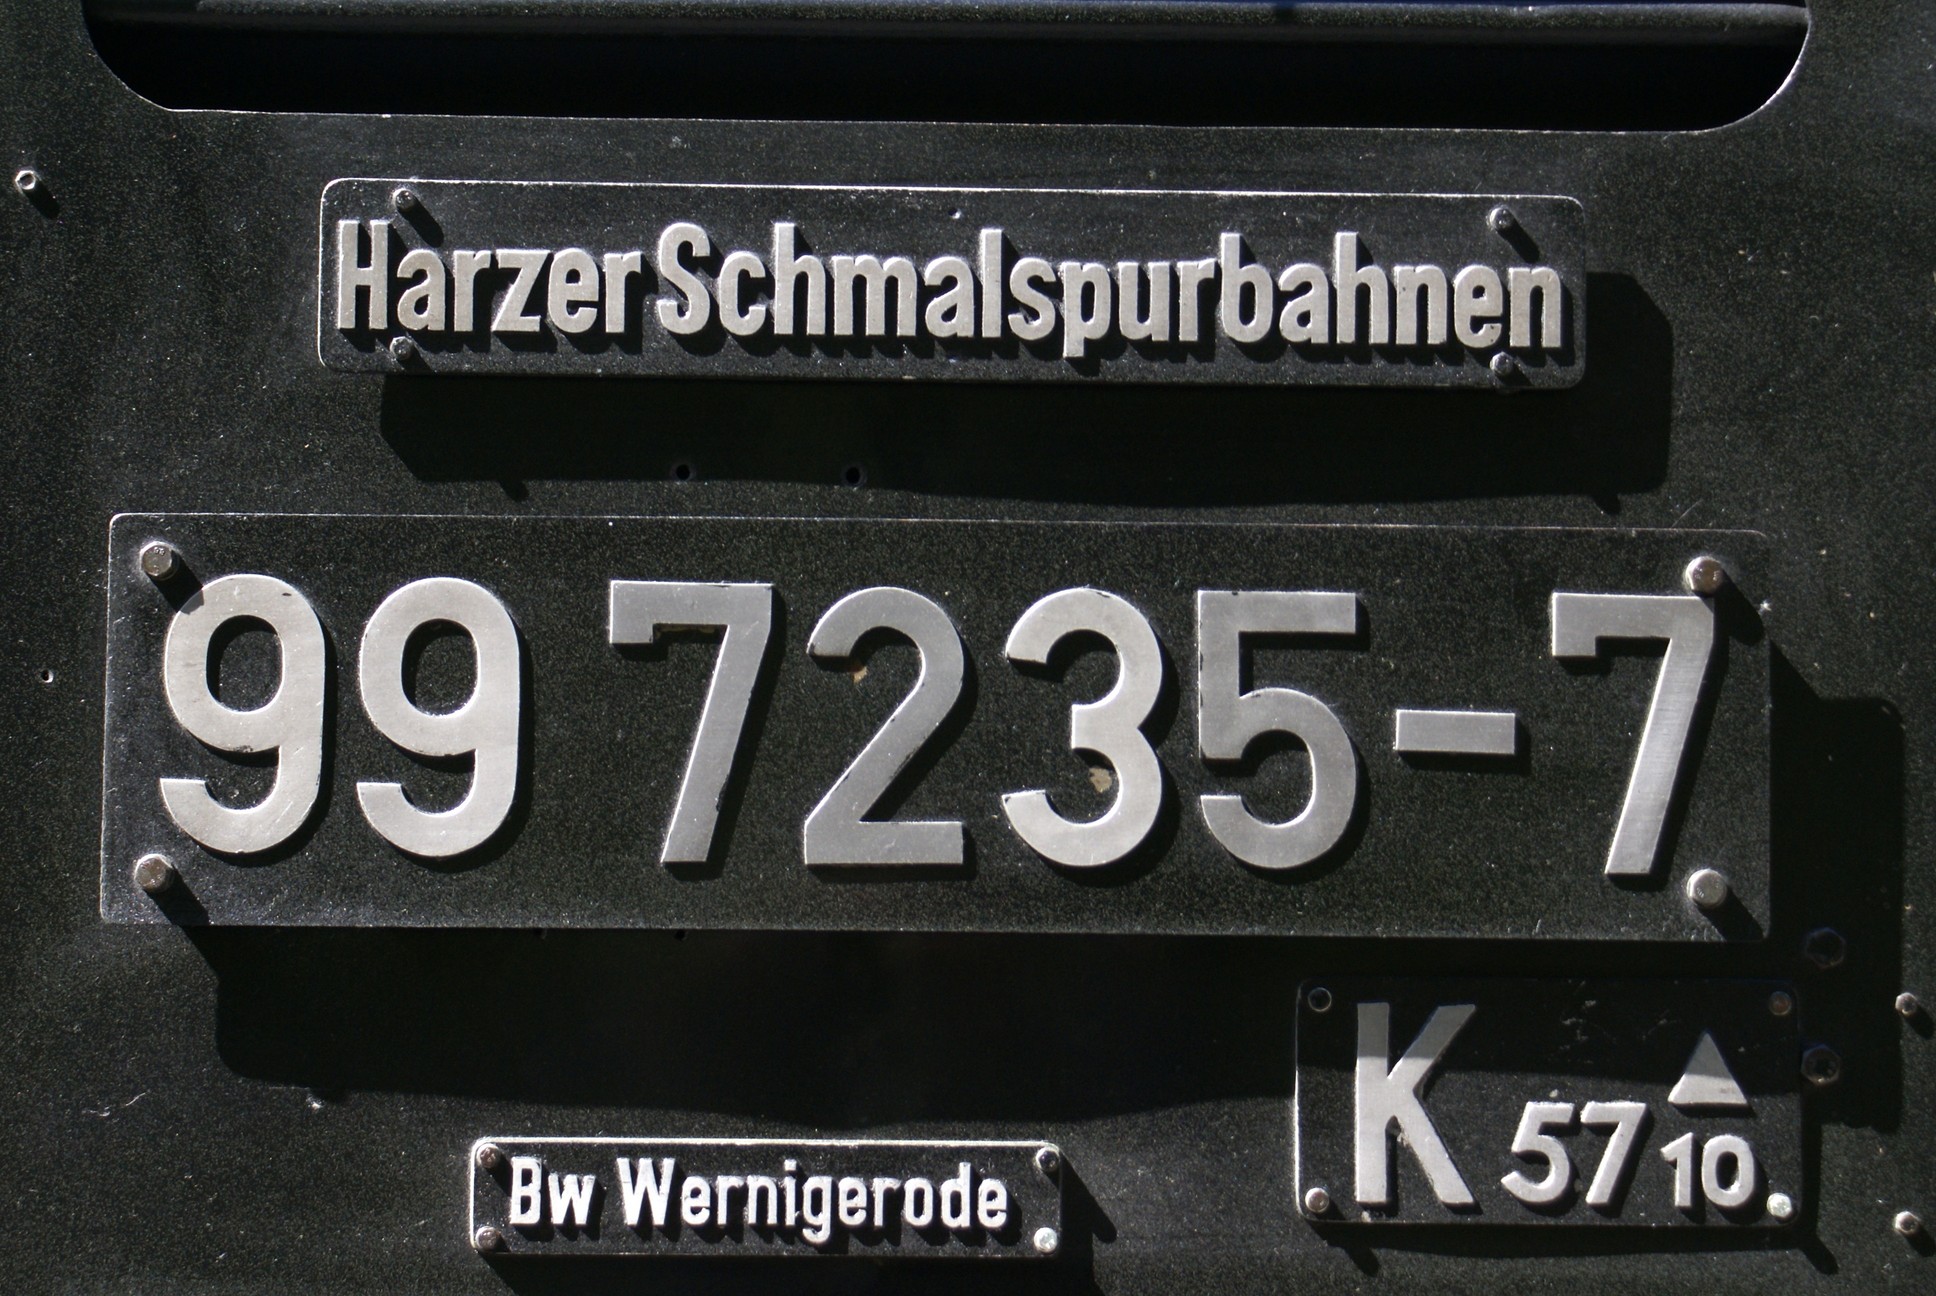 Harzer Schmalspurbahnen
99 7235-7
K 57 10
Bw Wernigerode